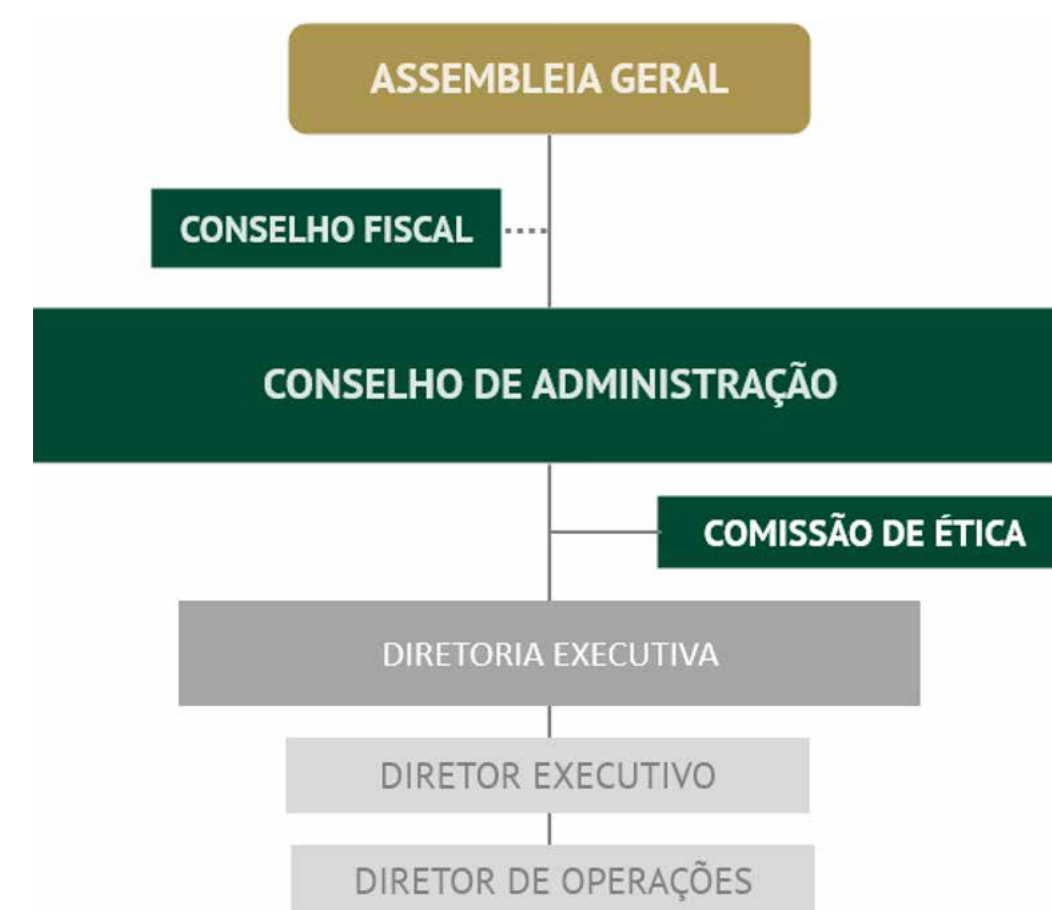 ASSEMBLEIA GERAL
CONSELHO FISCAL
CONSELHO DE ADMINISTRAÇÃO
COMISSÃO DE ÉTICA
DIRETORIA EXECUTIVA
DIRETOR EXECUTIVO
DIRETOR DE OPERAÇÕES